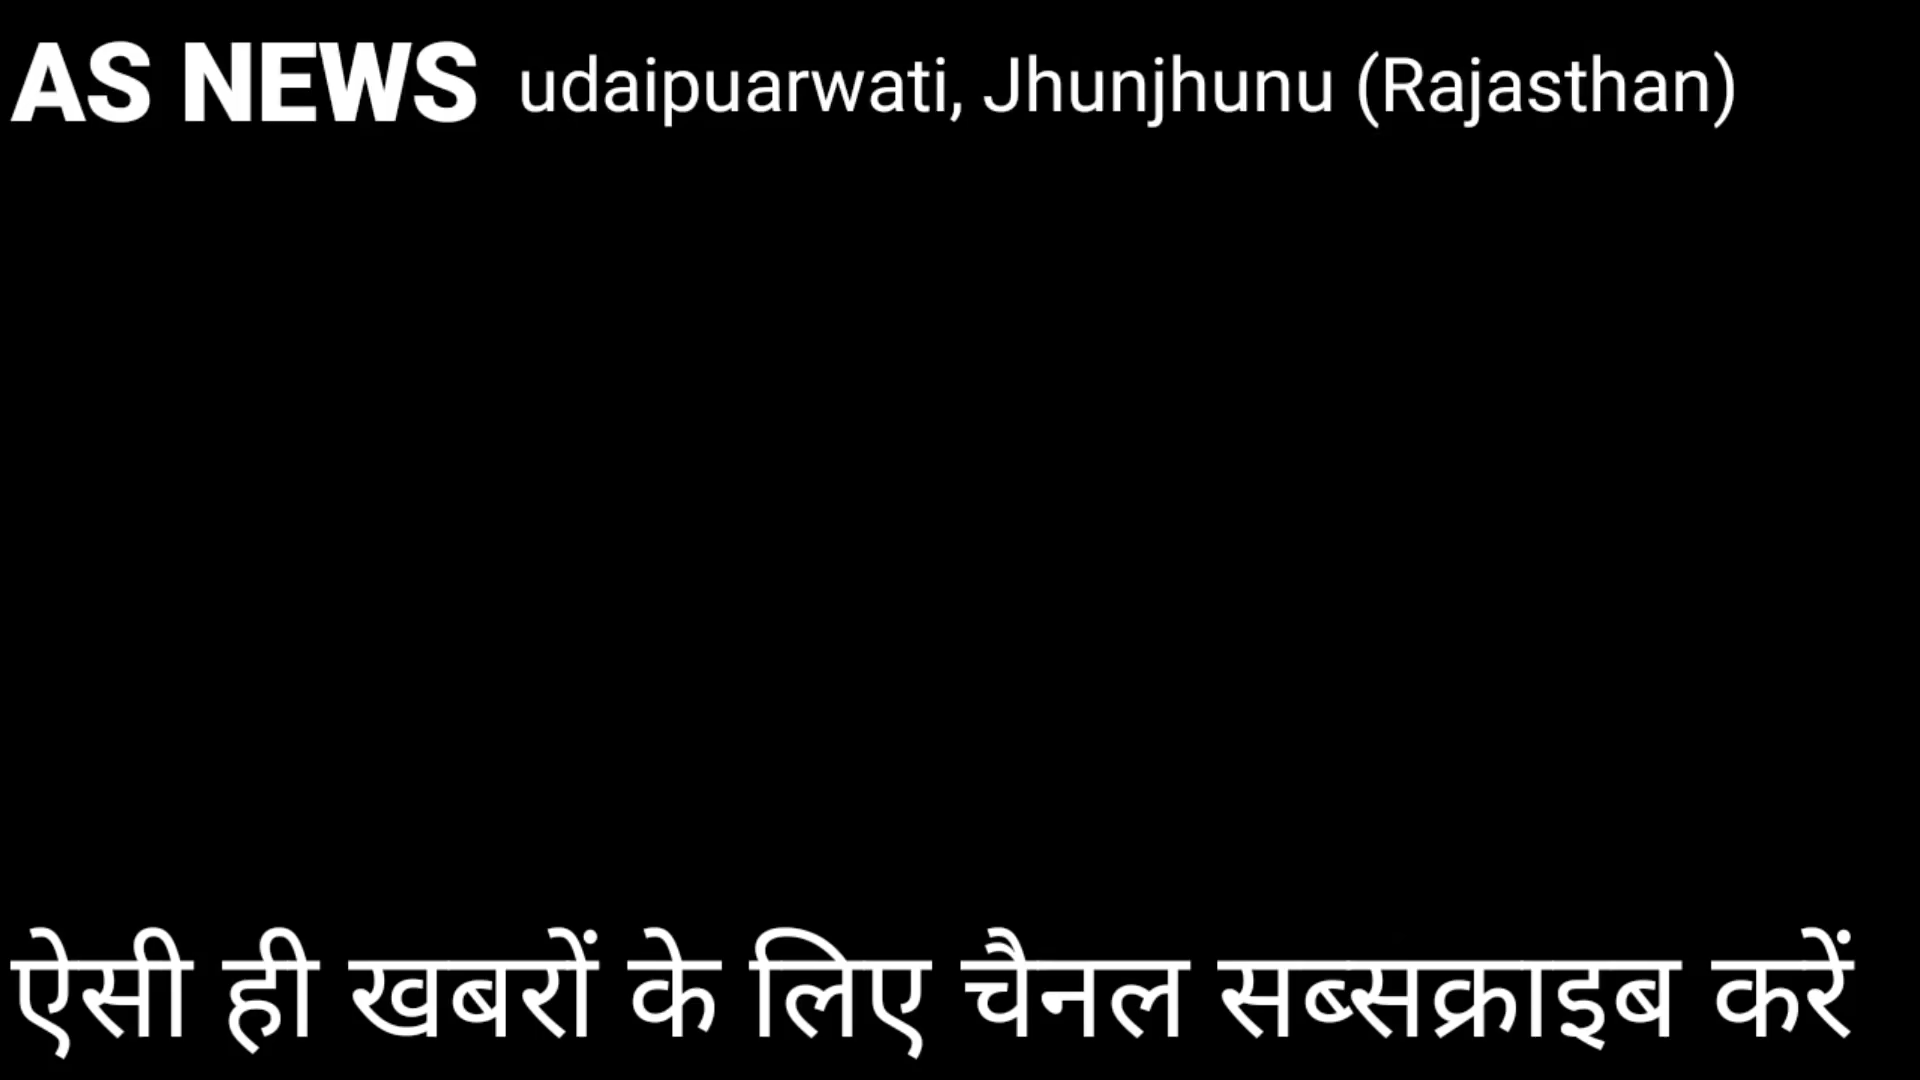 AS NEWS udaipuarwati, Jhunjhunu (Rajasthan)
ऐसी ही खबरों के लिए चैनल सब्सक्राइब करें